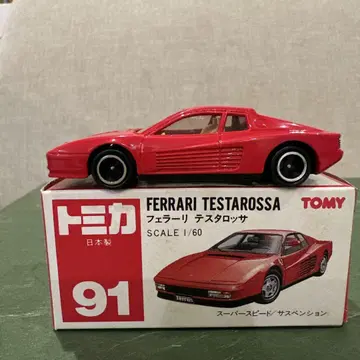 トミカ
日本製
91
FERRARI TESTAROSSA
フェラーリ テスタロッサ
SCALE 1/60
TOMY
スーパースピード/サスペンション